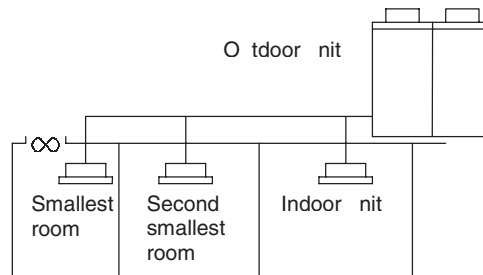 O tdoor nit
Smallest
room
Second
smallest
room
Indoor nit